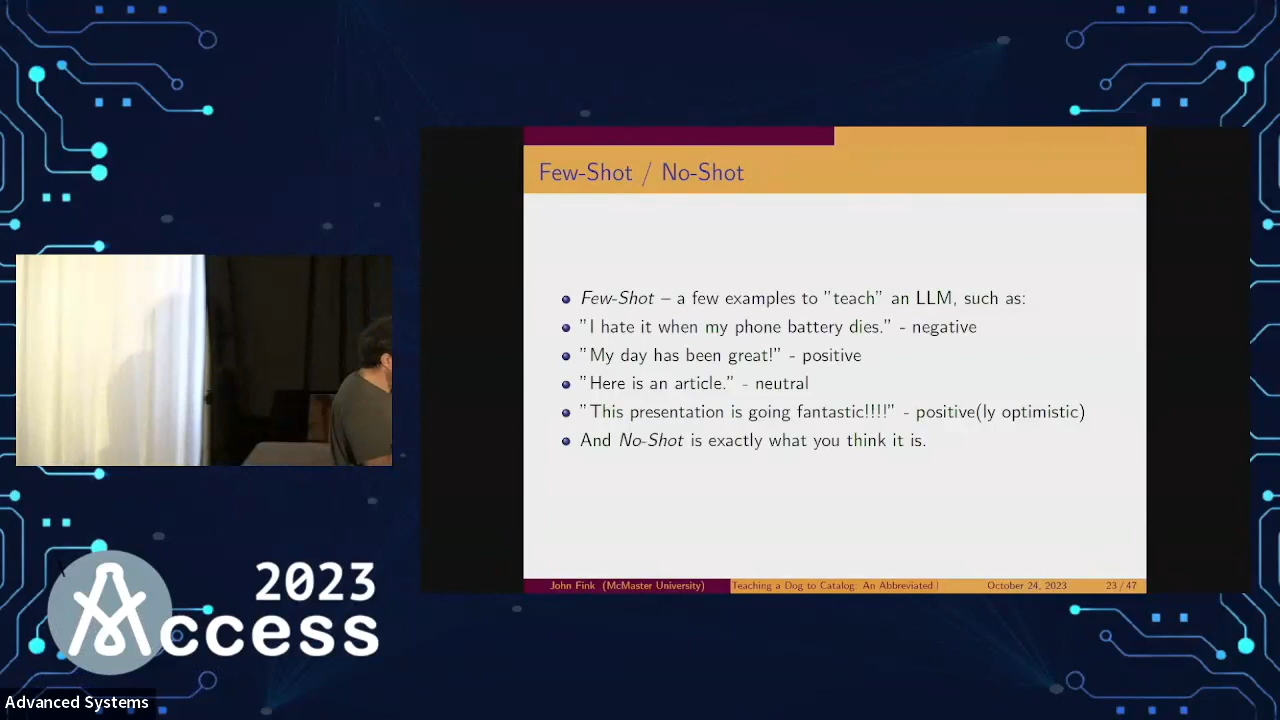 Few-Shot / No-Shot
Few-Shot – a few examples to "teach" an LLM, such as:
"I hate it when my phone battery dies." - negative
"My day has been great!" - positive
"Here is an article." - neutral
"This presentation is going fantastic!!!!" - positive(ly optimistic)
And No-Shot is exactly what you think it is.
John Fink (McMaster University) Teaching a Dog to Catalog: An Abbreviated I October 24, 2023 23 / 47
2023
Access
Advanced Systems